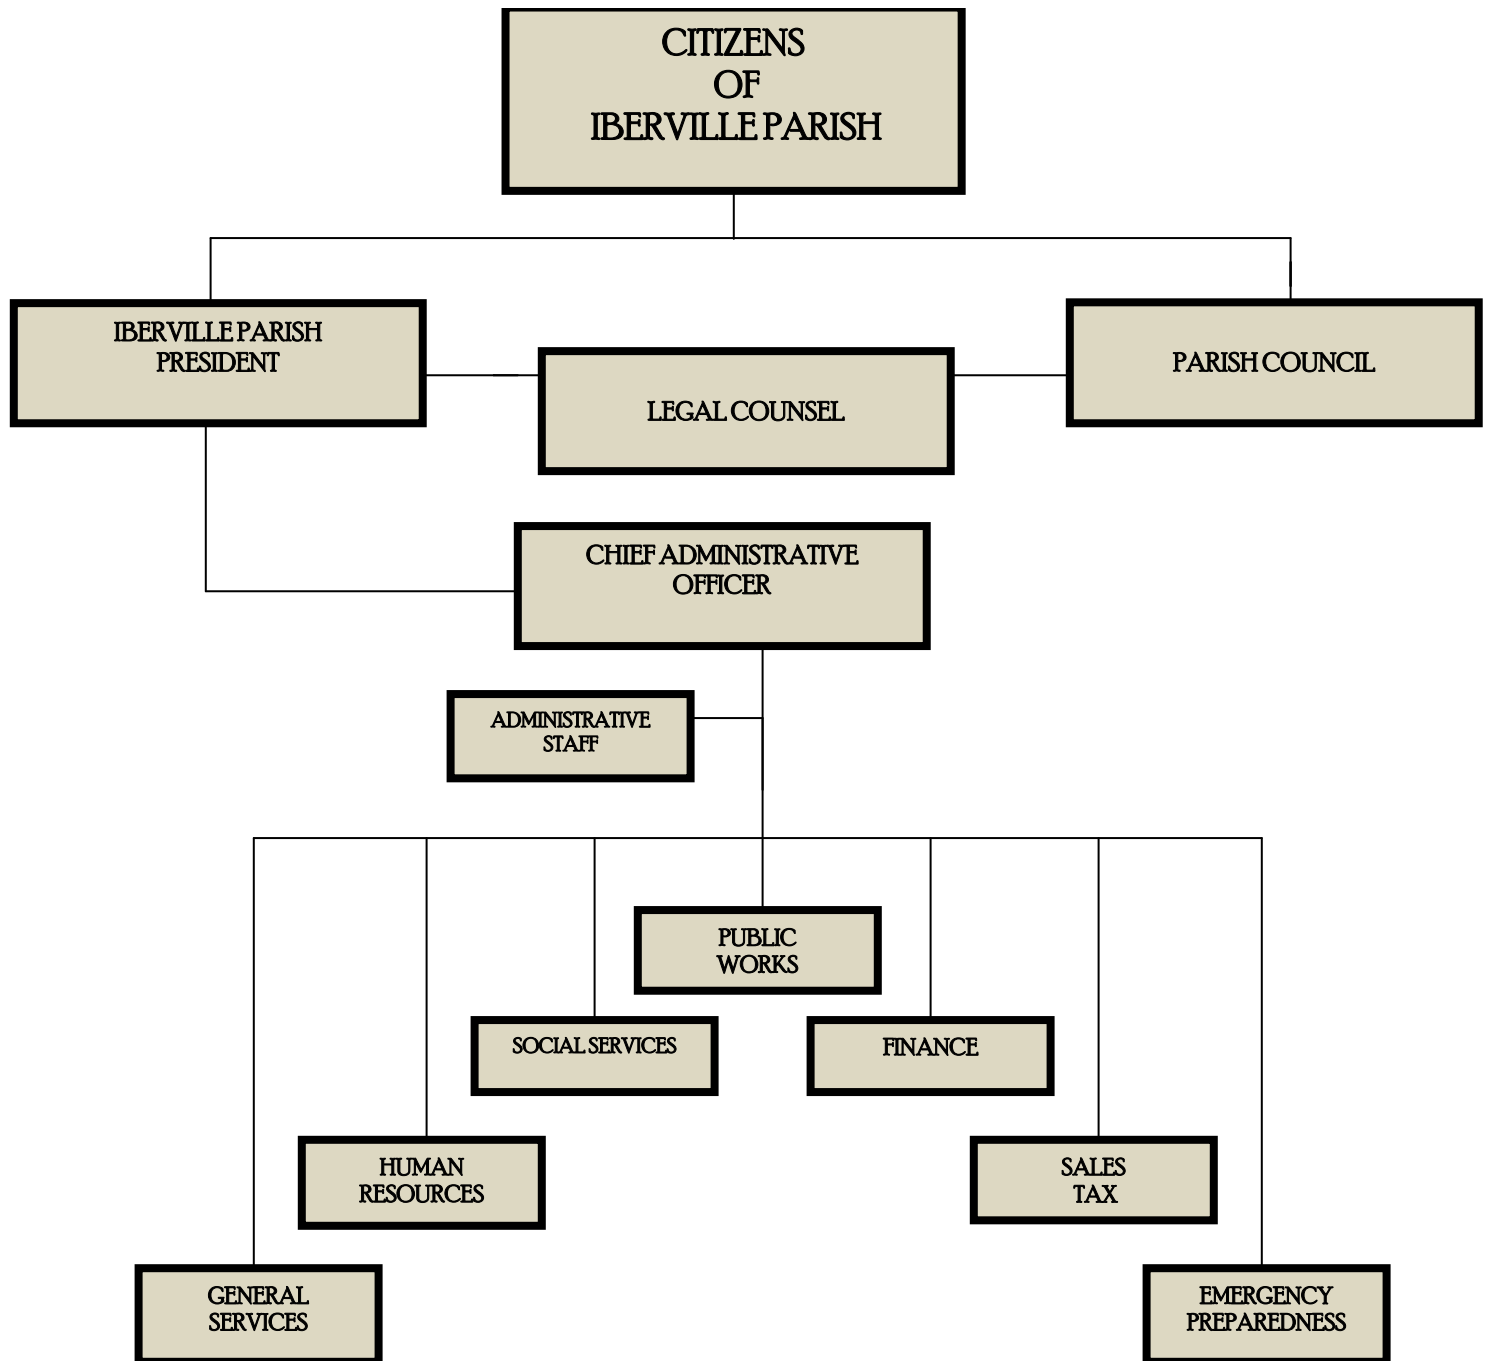 CITIZENS
OF
IBERVILLE PARISH
IBERVILLE PARISH
PRESIDENT
LEGAL COUNSEL
PARISH COUNCIL
CHIEF ADMINISTRATIVE
OFFICER
ADMINISTRATIVE
STAFF
PUBLIC
WORKS
SOCIAL SERVICES
FINANCE
HUMAN
RESOURCES
SALES
TAX
GENERAL
SERVICES
EMERGENCY
PREPAREDNESS